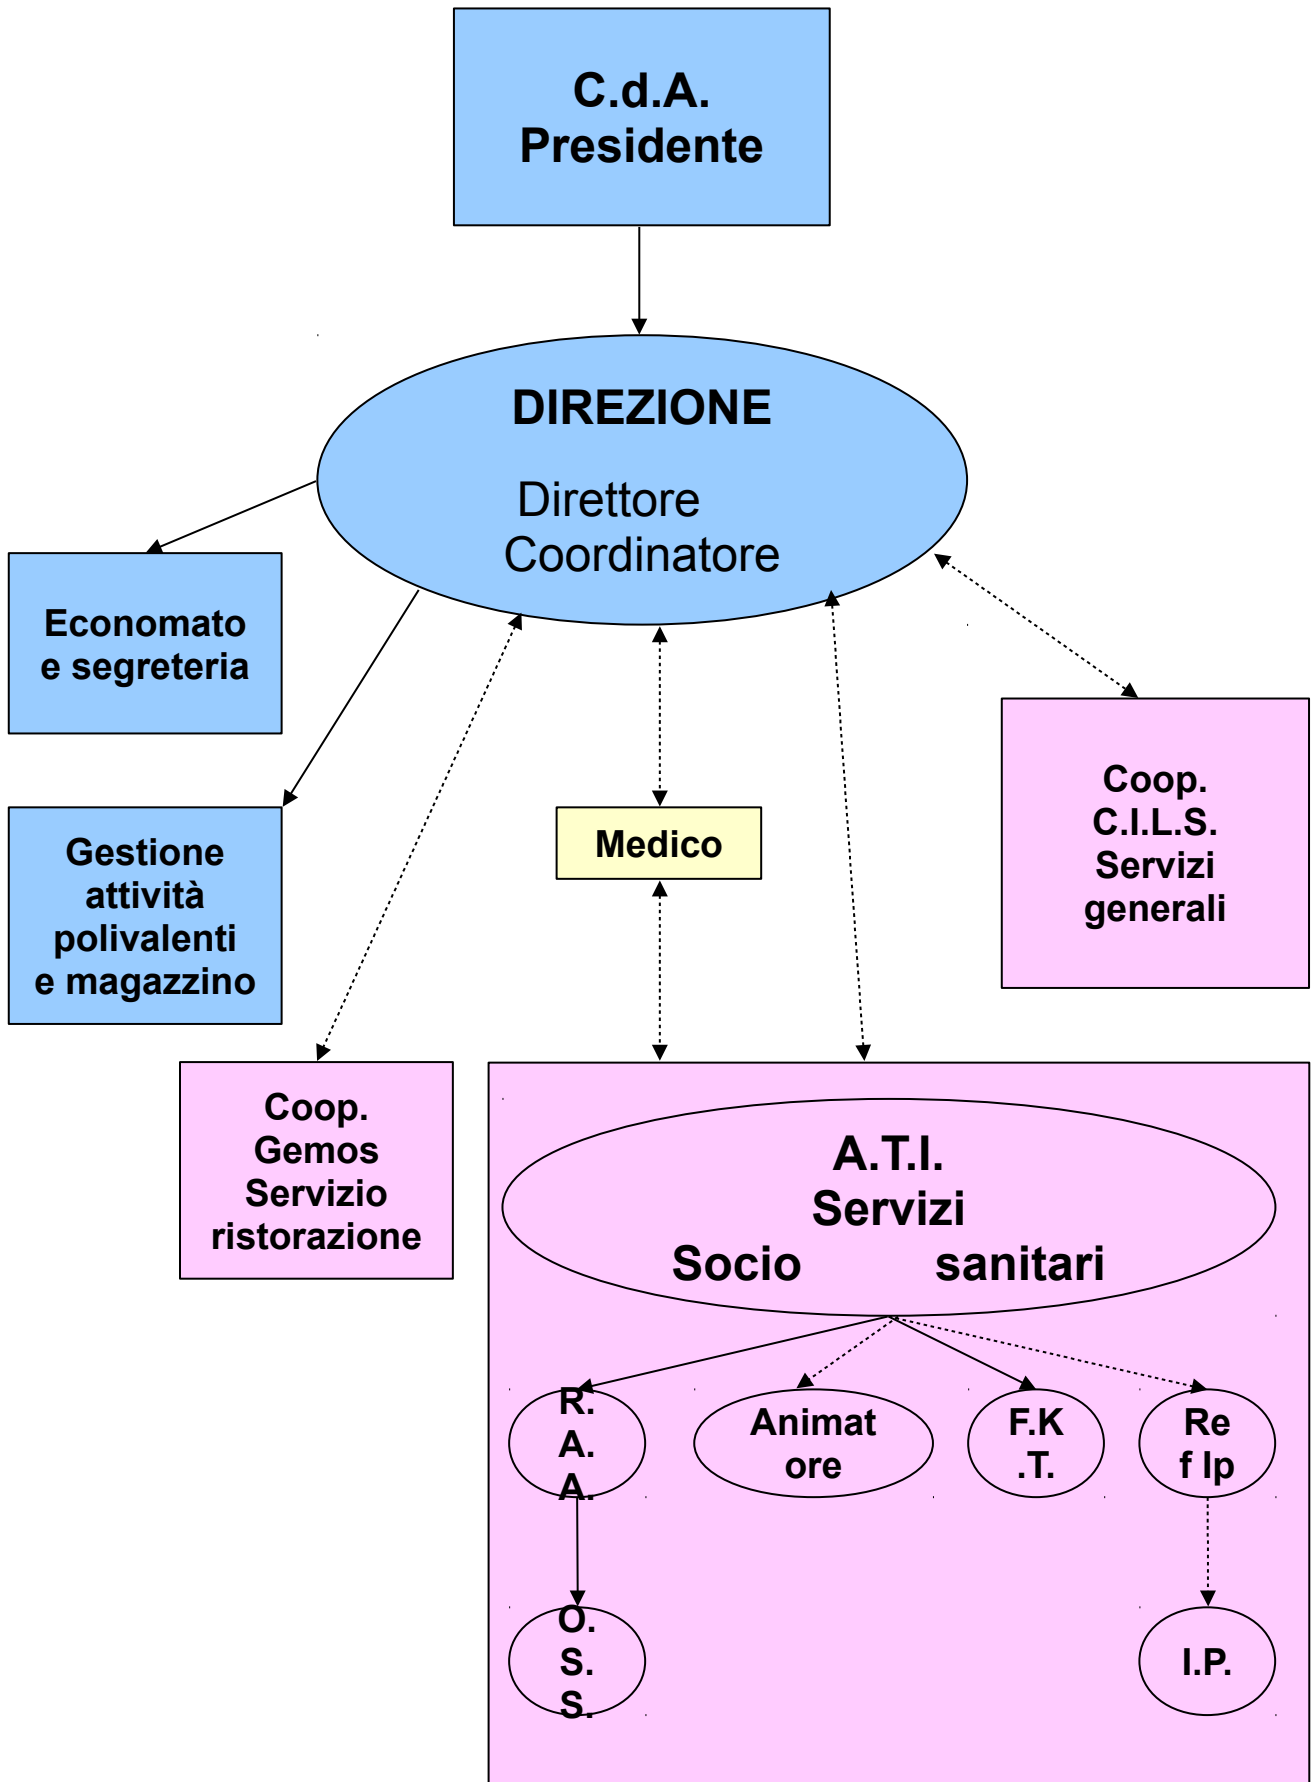 C.d.A.
Presidente
DIREZIONE
Direttore
Coordinatore
Economato
e segreteria
Gestione
attività
polivalenti
e magazzino
Medico
Coop.
C.I.L.S.
Servizi
generali
Coop.
Gemos
Servizio
ristorazione
A.T.I.
Servizi
Socio sanitari
R.
A.
A.
Animat
ore
F.K
.T.
Re
f Ip
O.
S.
S.
I.P.